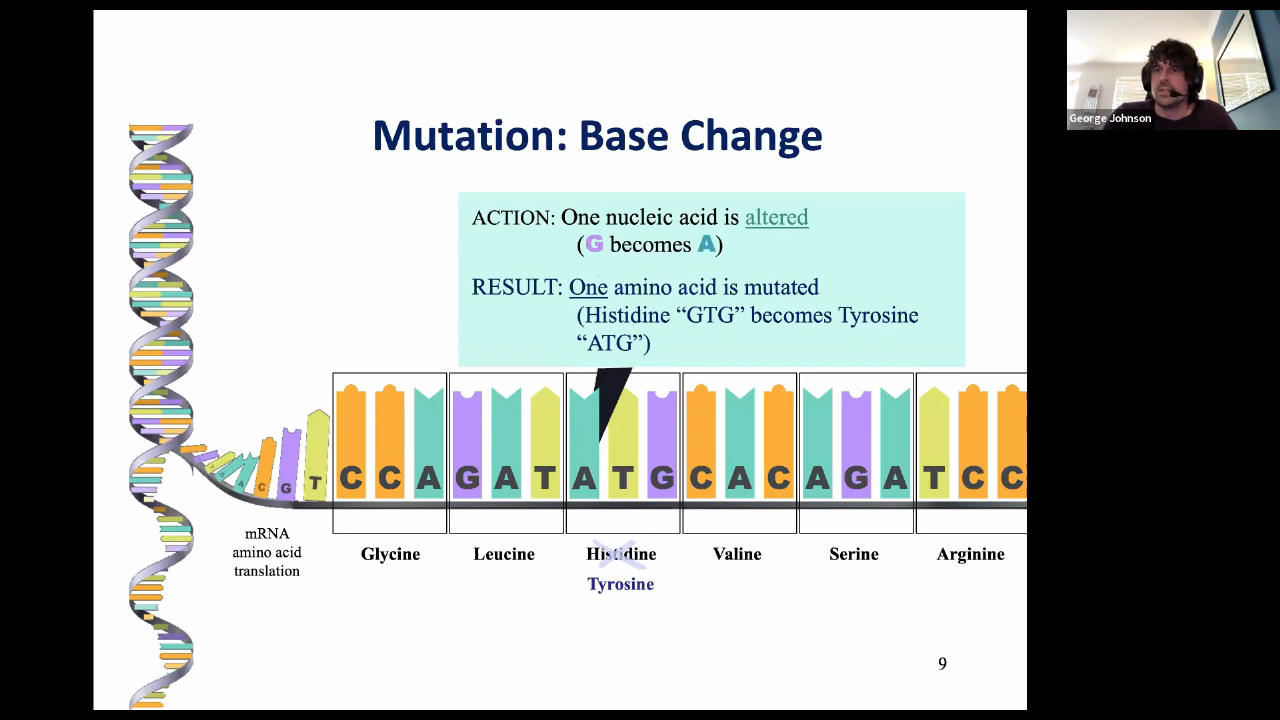 George Johnson
Mutation: Base Change
ACTION: One nucleic acid is altered
(G becomes A)
RESULT: One amino acid is mutated
(Histidine “GTG” becomes Tyrosine
“ATG”)
A C G T C C A G A T A T G C A C A G A T C C
mRNA
amino acid
translation
Glycine Leucine Histidine Valine Serine Arginine
Tyrosine
9